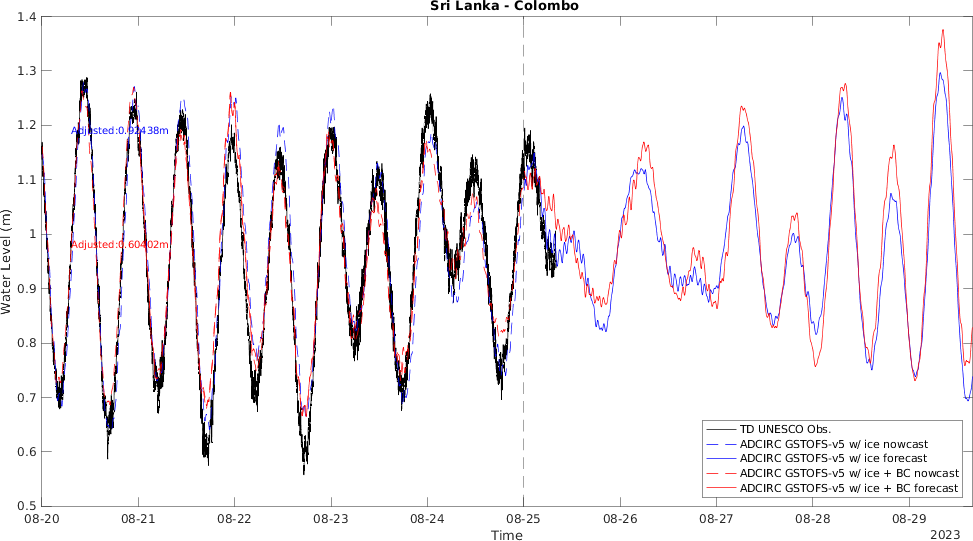 Sri Lanka - Colombo
1.4
1.3
1.2
1.1
1
0.9
0.8
0.7
0.6
0.5
Water Level (m)
Adjusted:0.92438m
Adjusted:0.60402m
TD UNESCO Obs.
ADCIRC GSTOFS-v5 w/ ice nowcast
ADCIRC GSTOFS-v5 w/ ice forecast
ADCIRC GSTOFS-v5 w/ ice + BC nowcast
ADCIRC GSTOFS-v5 w/ ice + BC forecast
08-20 08-21 08-22 08-23 08-24 08-25 08-26 08-27 08-28 08-29
Time
2023